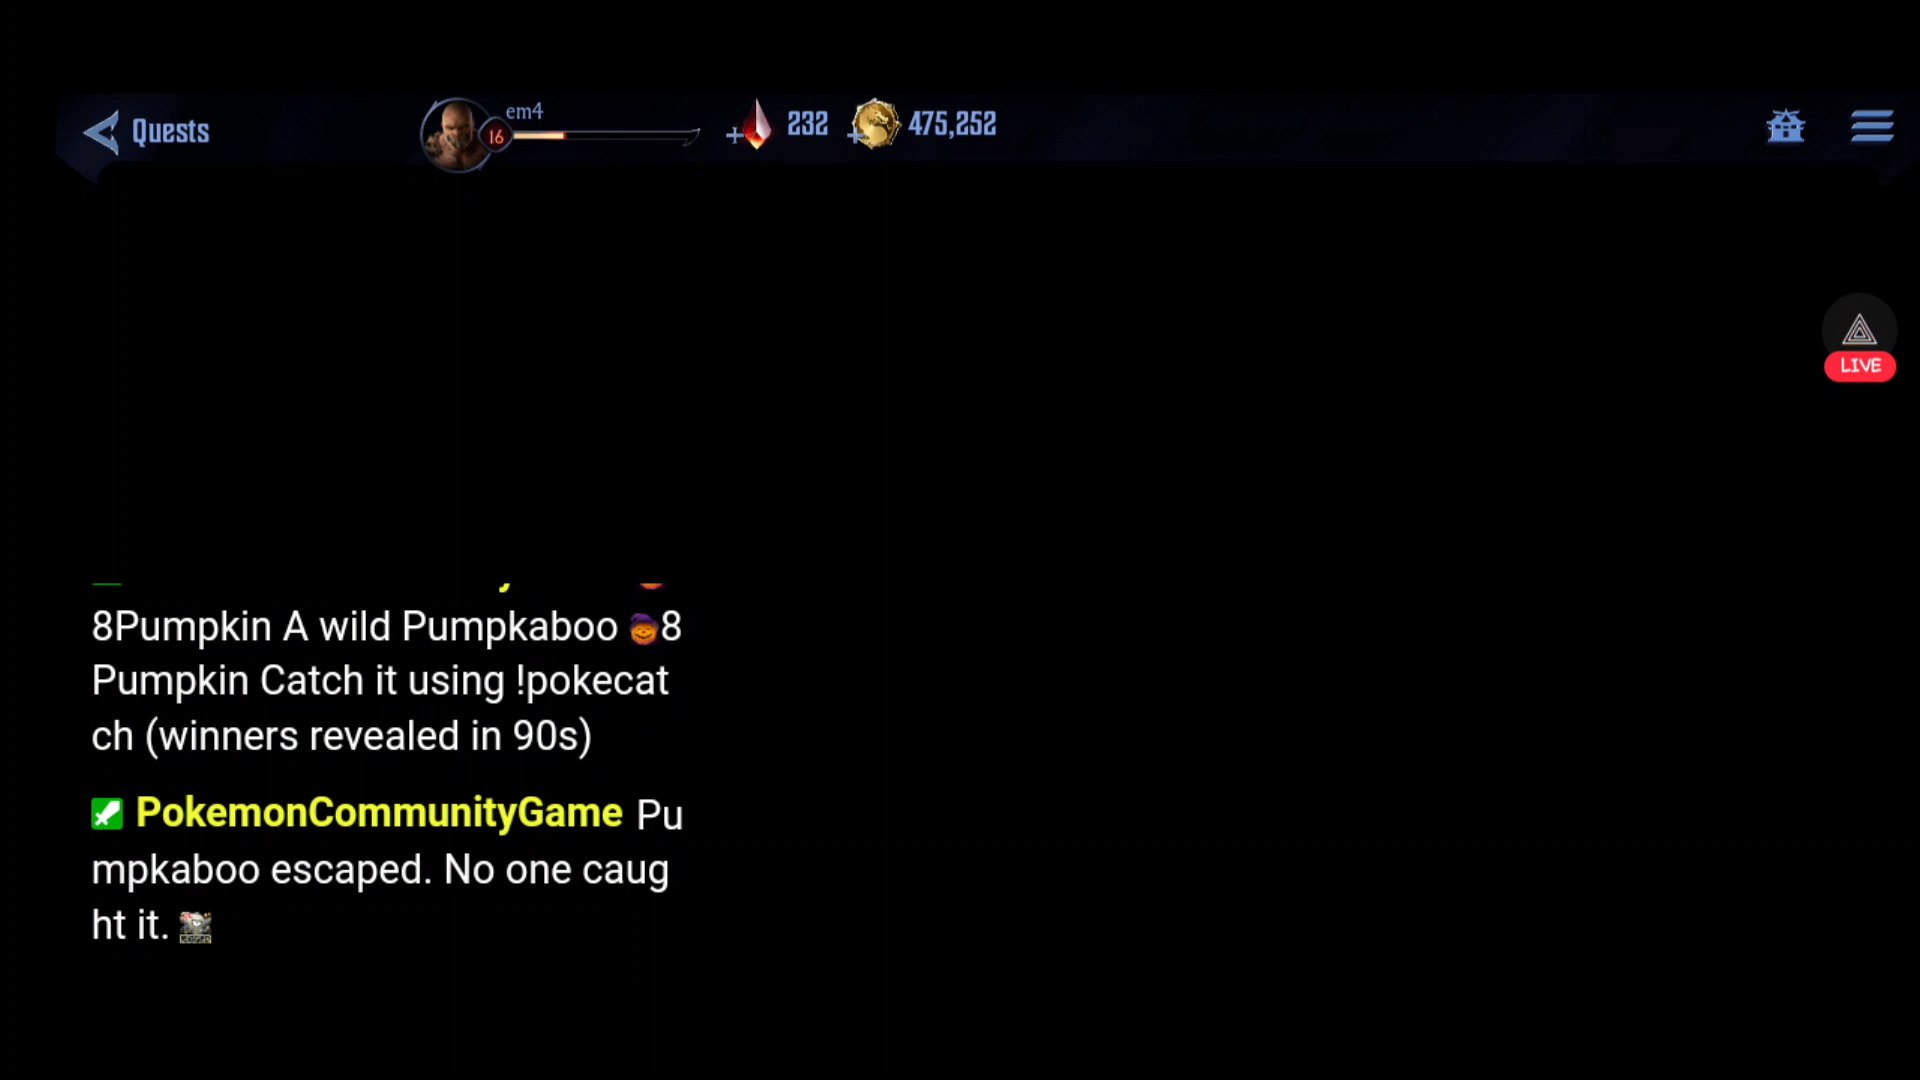 Quests
em4
16
232
475,252
LIVE
8Pumpkin A wild Pumpkaboo 8
Pumpkin Catch it using !pokecat
ch (winners revealed in 90s)
PokemonCommunityGame Pu
mpkaboo escaped. No one caug
ht it.